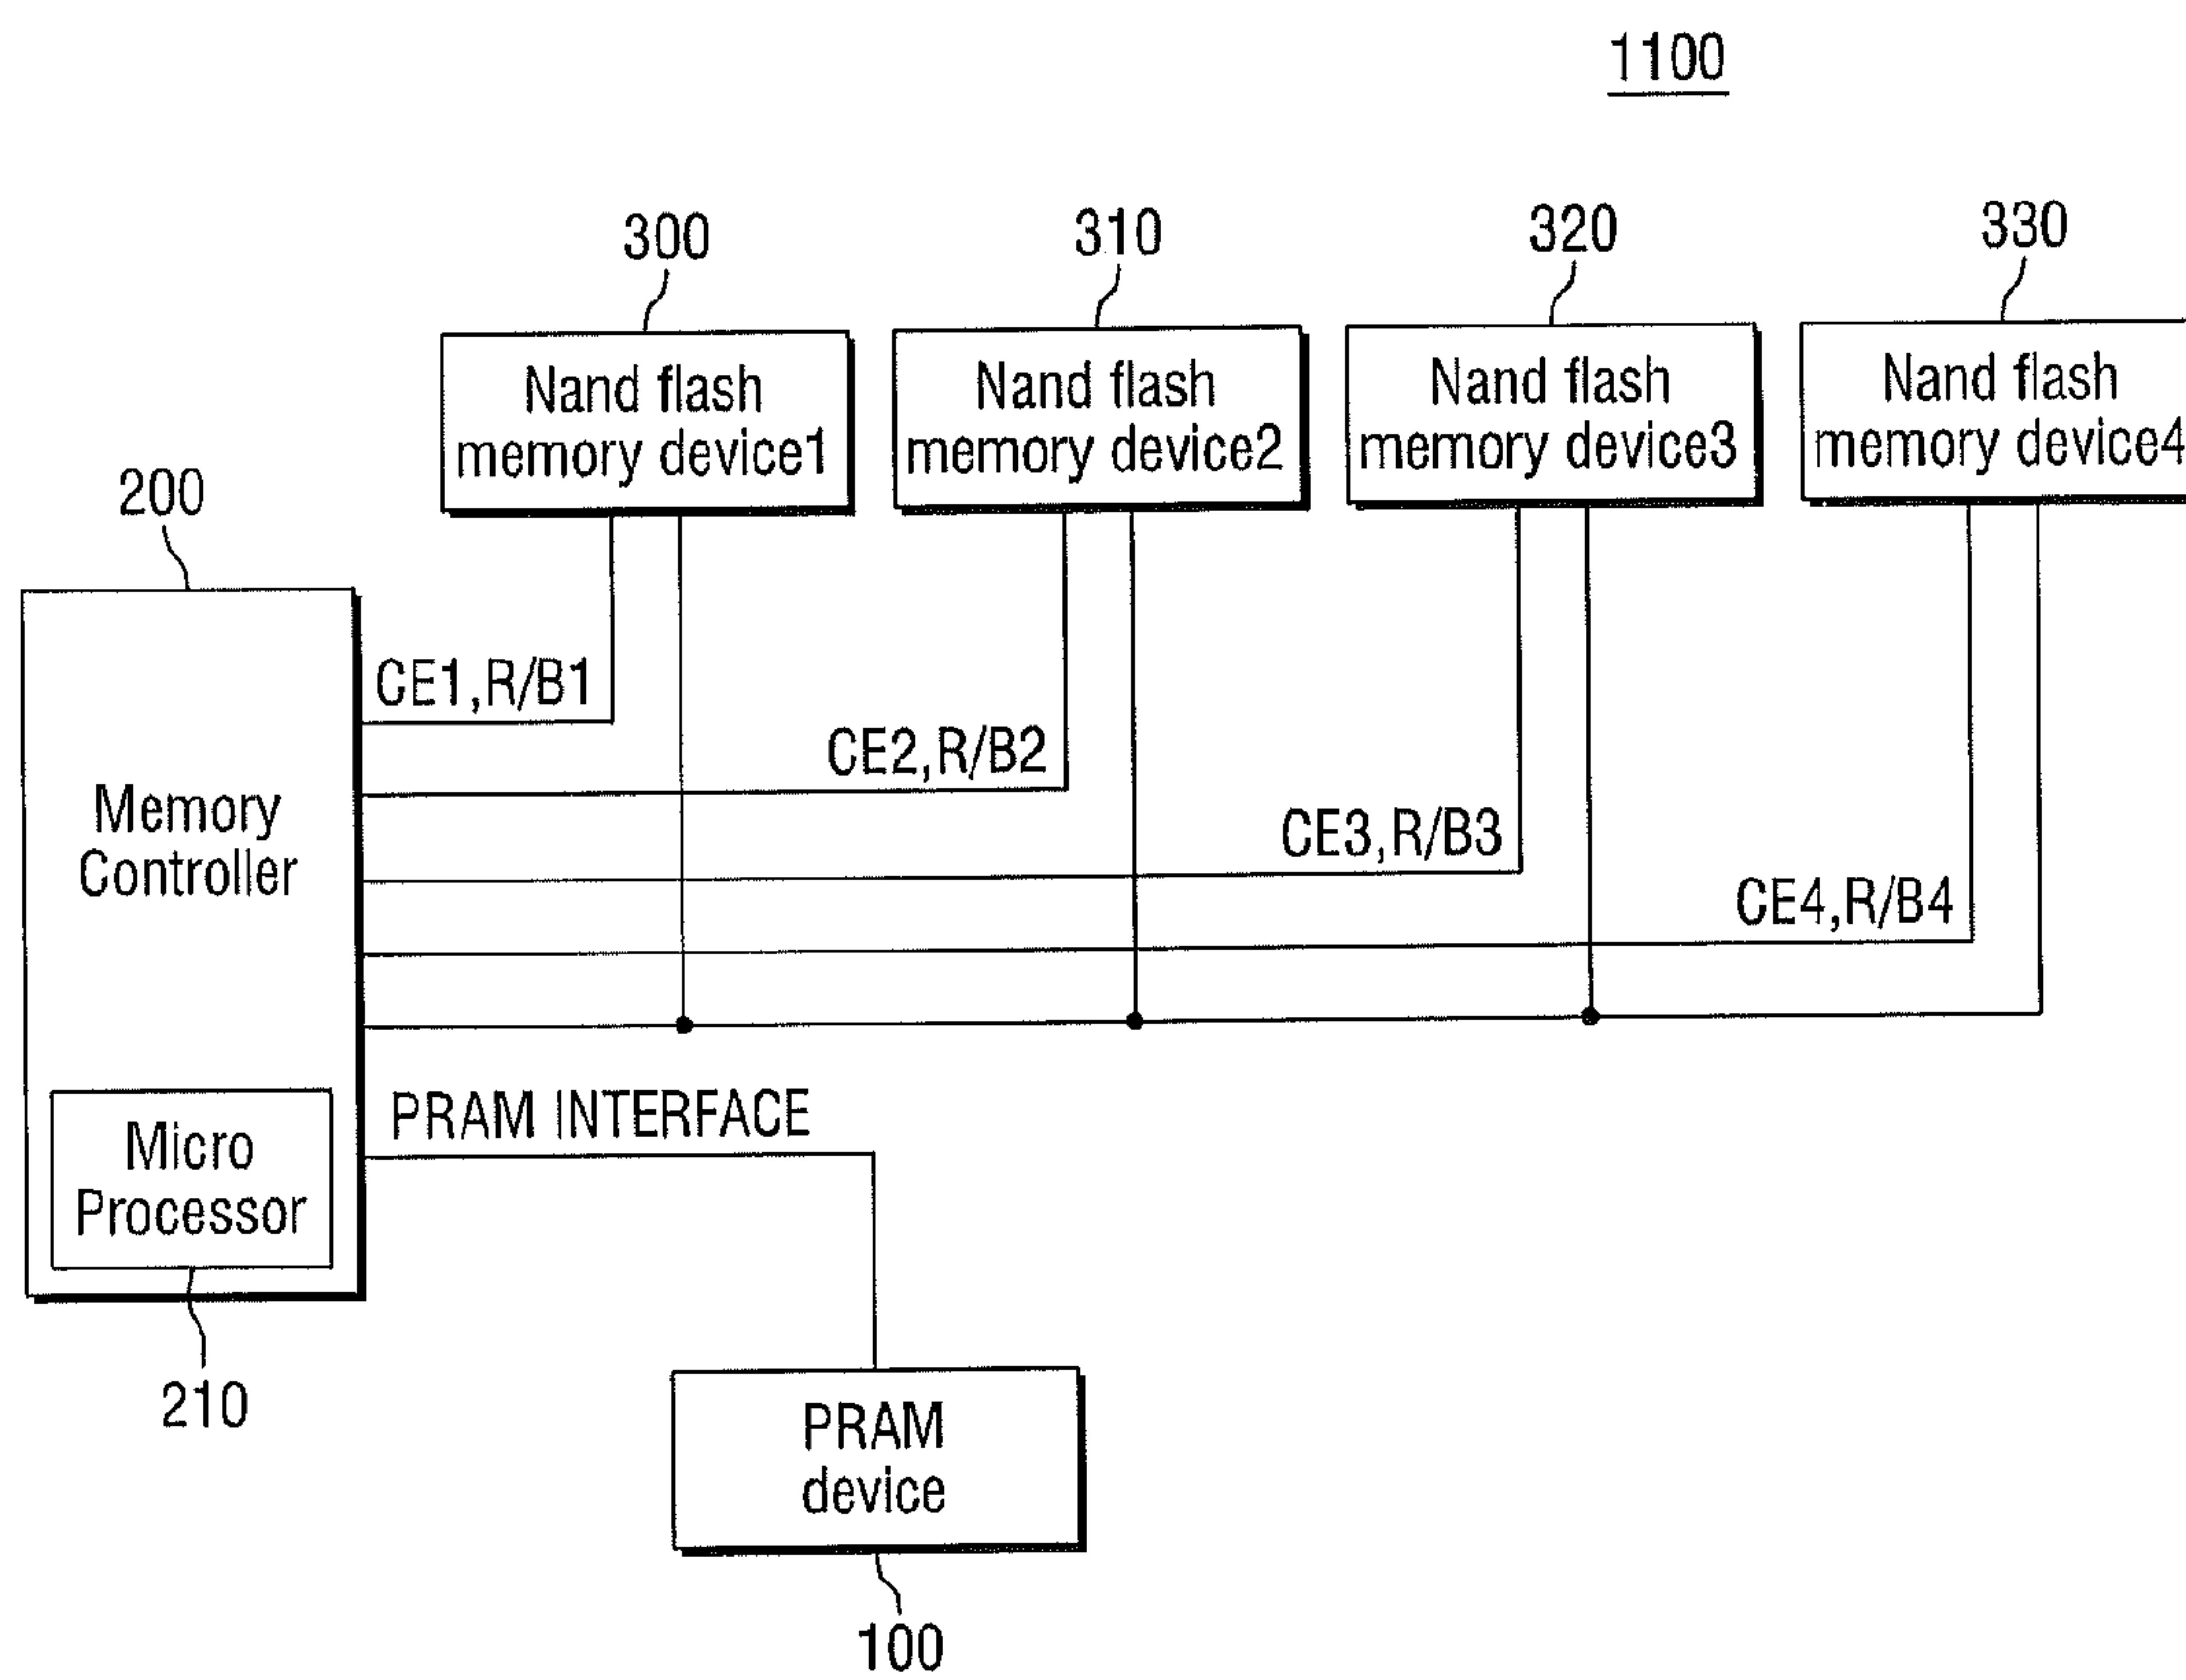 1100
300
310
320
330
Nand flash
memory device1
Nand flash
memory device2
Nand flash
memory device3
Nand flash
memory device4
200
CE1,R/B1
CE2,R/B2
CE3,R/B3
CE4,R/B4
Memory
Controller
PRAM INTERFACE
Micro
Processor
210
PRAM
device
100